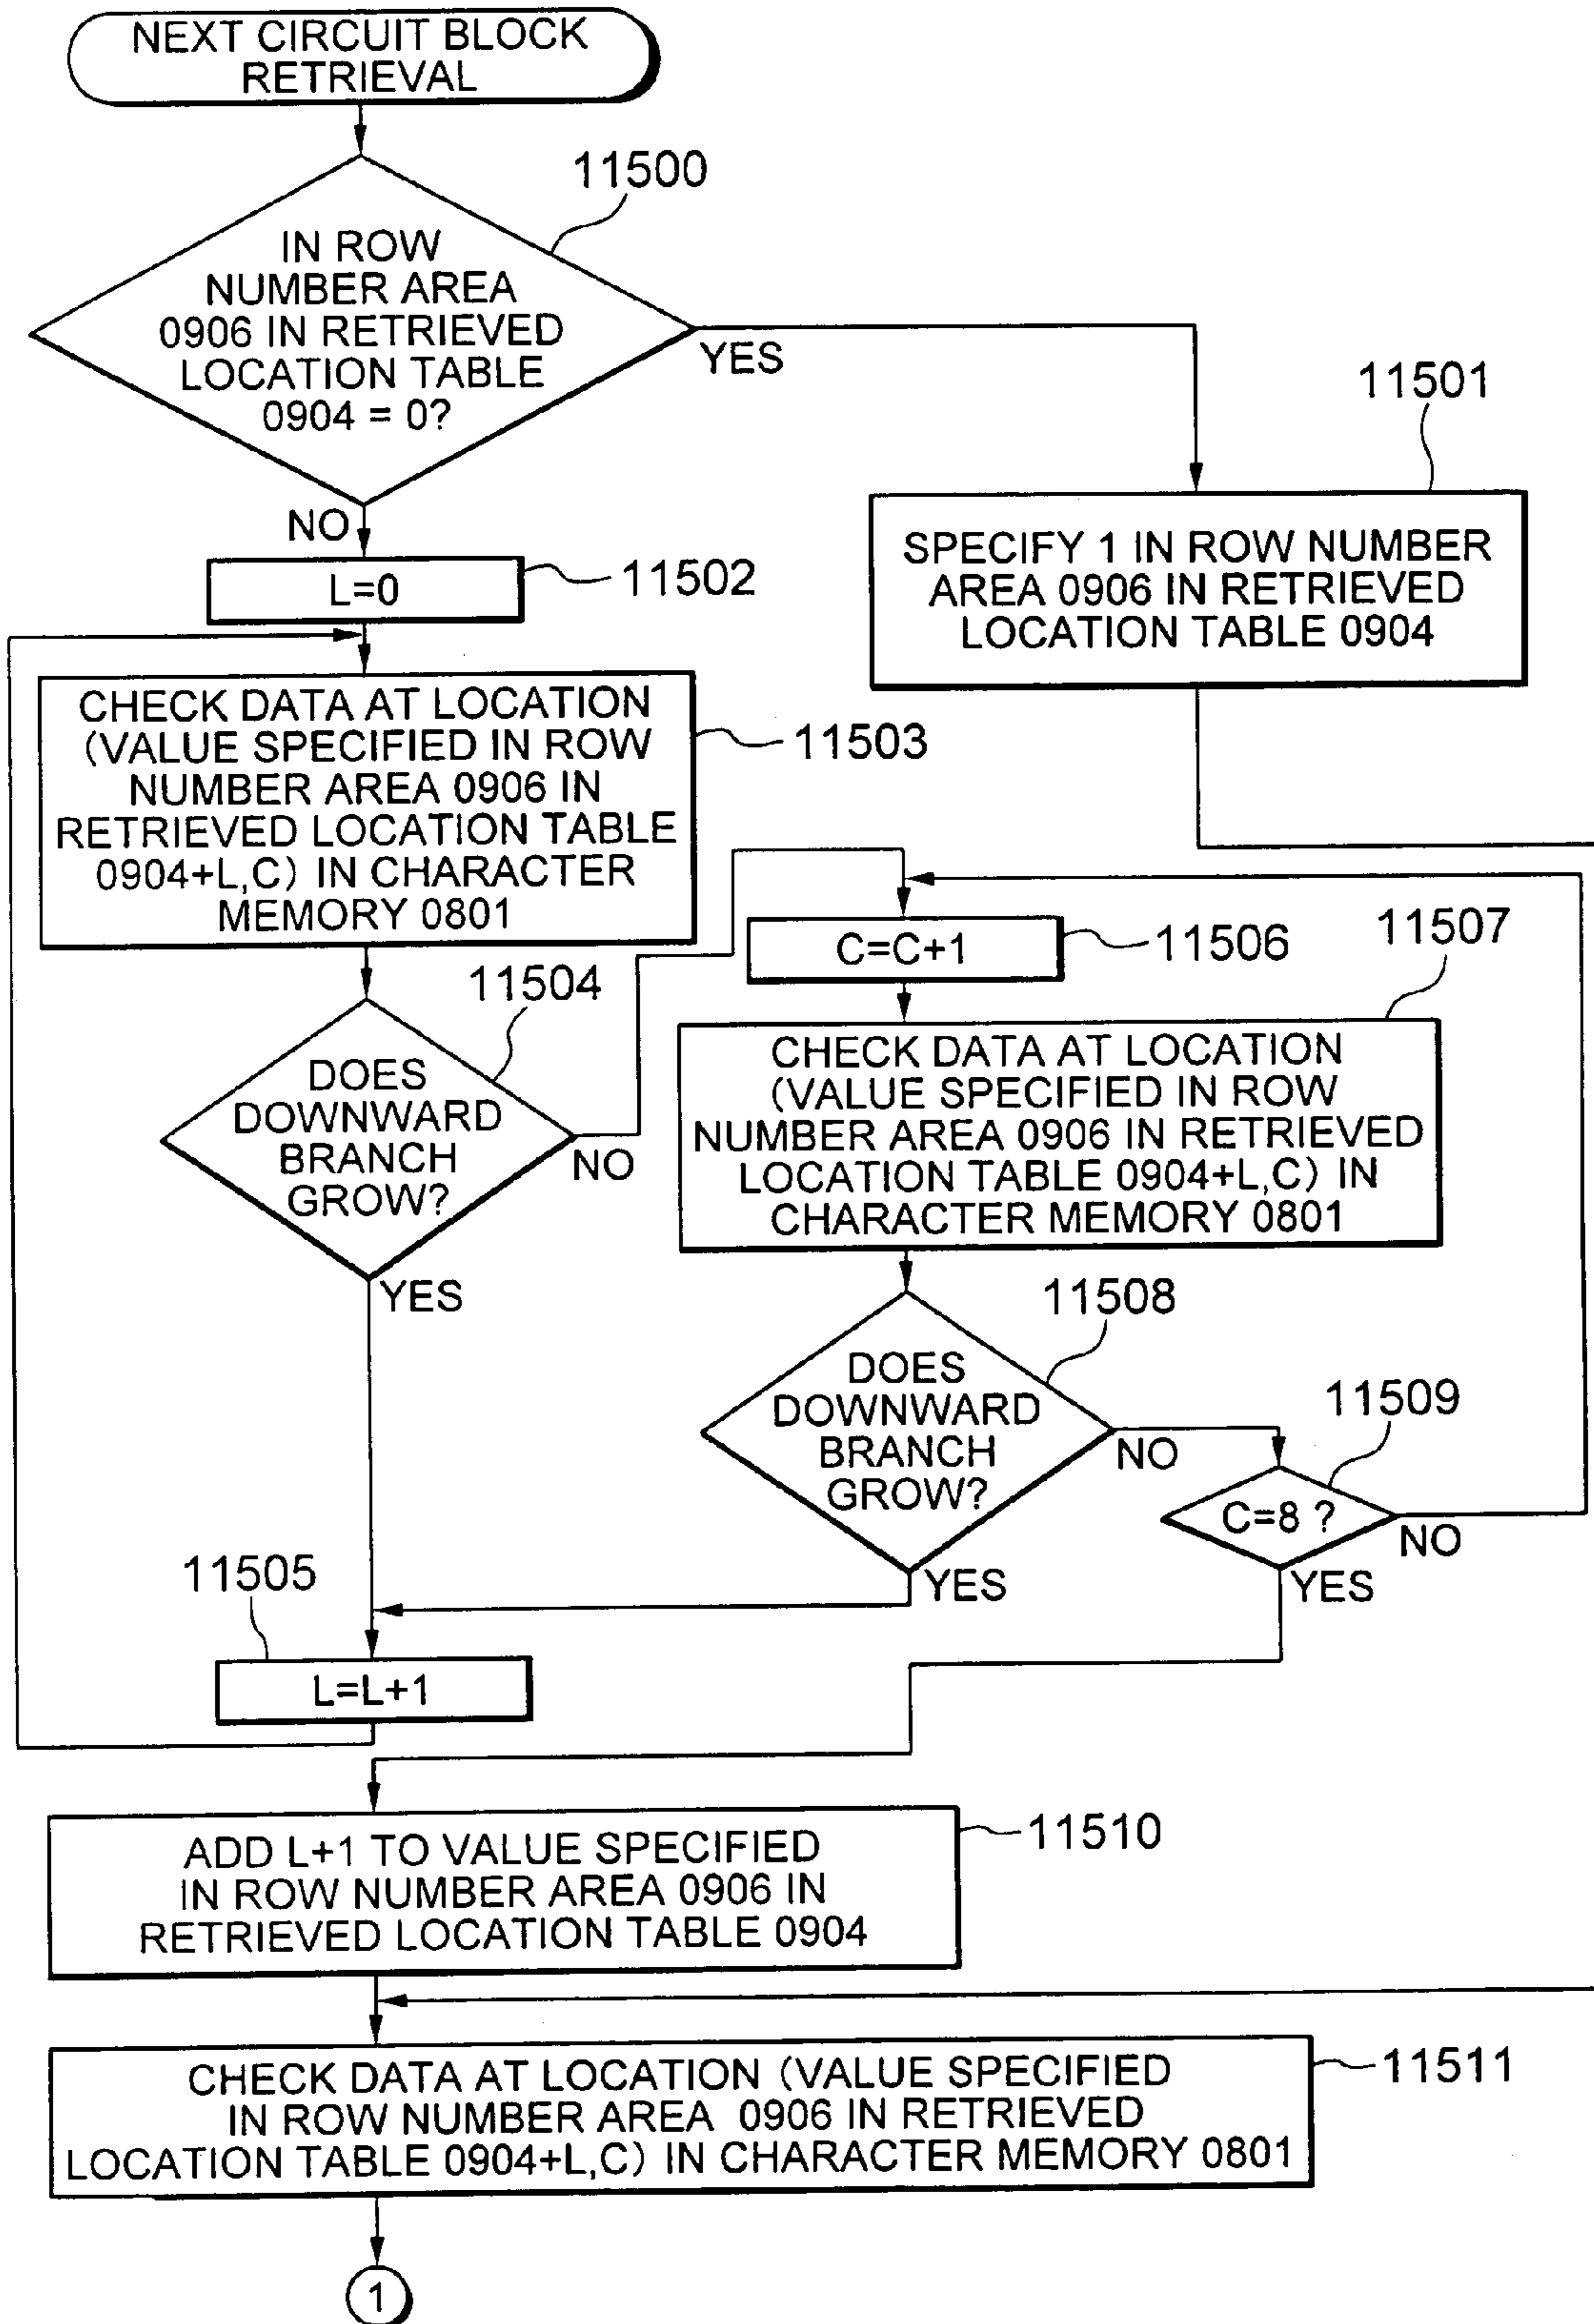 NEXT CIRCUIT BLOCK
RETRIEVAL
11500
IN ROW
NUMBER AREA
0906 IN RETRIEVED
LOCATION TABLE
0904 = 0?
YES
NO
11501
SPECIFY 1 IN ROW NUMBER
AREA 0906 IN RETRIEVED
LOCATION TABLE 0904
L=0
11502
CHECK DATA AT LOCATION
(VALUE SPECIFIED IN ROW
NUMBER AREA 0906 IN
RETRIEVED LOCATION TABLE
0904+L,C) IN CHARACTER
MEMORY 0801
11503
11504
DOES
DOWNWARD
BRANCH
GROW?
NO
YES
C=C+1
11506
11507
CHECK DATA AT LOCATION
(VALUE SPECIFIED IN ROW
NUMBER AREA 0906 IN RETRIEVED
LOCATION TABLE 0904+L,C) IN
CHARACTER MEMORY 0801
11508
DOES
DOWNWARD
BRANCH
GROW?
NO
YES
11509
C=8 ?
NO
YES
11505
L=L+1
ADD L+1 TO VALUE SPECIFIED
IN ROW NUMBER AREA 0906 IN
RETRIEVED LOCATION TABLE 0904
11510
CHECK DATA AT LOCATION (VALUE SPECIFIED
IN ROW NUMBER AREA 0906 IN RETRIEVED
LOCATION TABLE 0904+L,C) IN CHARACTER MEMORY 0801
11511
1